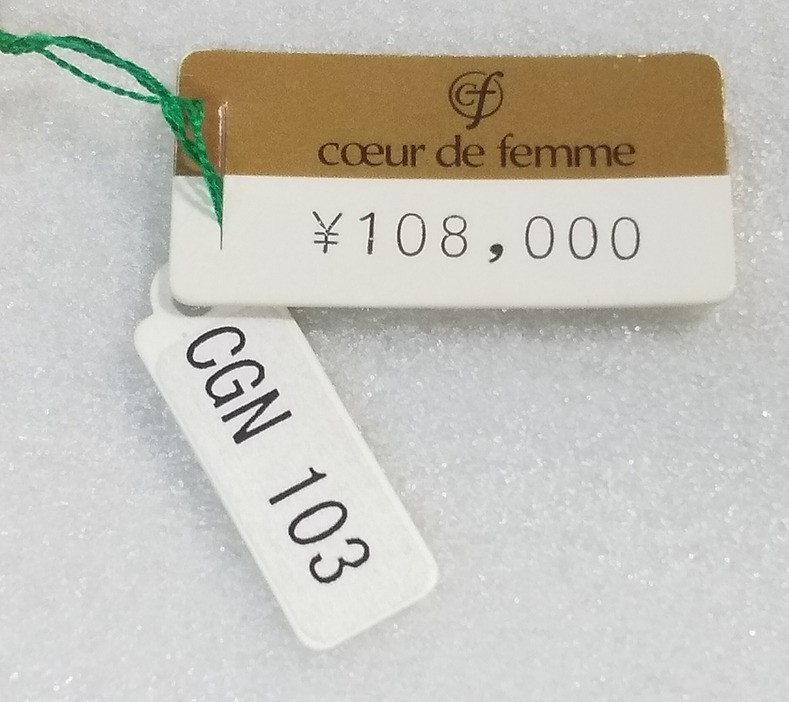 cf
cœur de femme
¥108,000
CGN 103